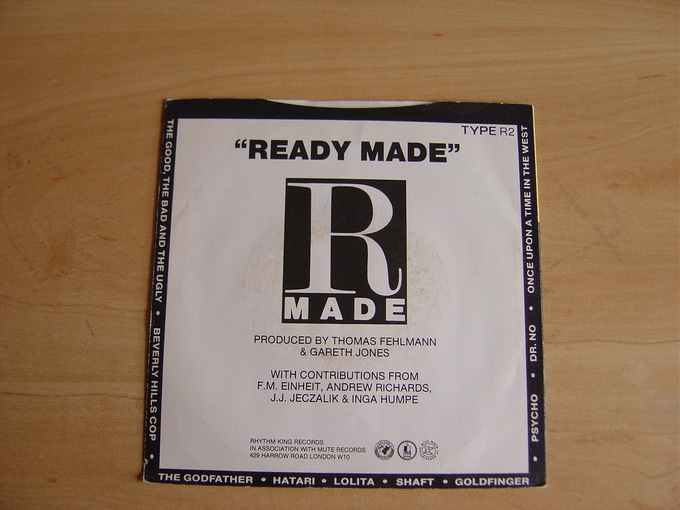 TYPE R2
"READY MADE"
R
MADE
PRODUCED BY THOMAS FEHLMANN
& GARETH JONES
WITH CONTRIBUTIONS FROM
F.M. EINHEIT, ANDREW RICHARDS,
J.J. JECZALIK & INGA HUMPE
RHYTHM KING RECORDS
IN ASSOCIATION WITH MUTE RECORDS
429 HARROW ROAD LONDON W10
THE GOOD, THE BAD AND THE UGLY • BEVERLY HILLS COP •
THE GODFATHER • HATARI • LOLITA • SHAFT • GOLDFINGER
• PSYCHO • DR. NO • ONCE UPON A TIME IN THE WEST